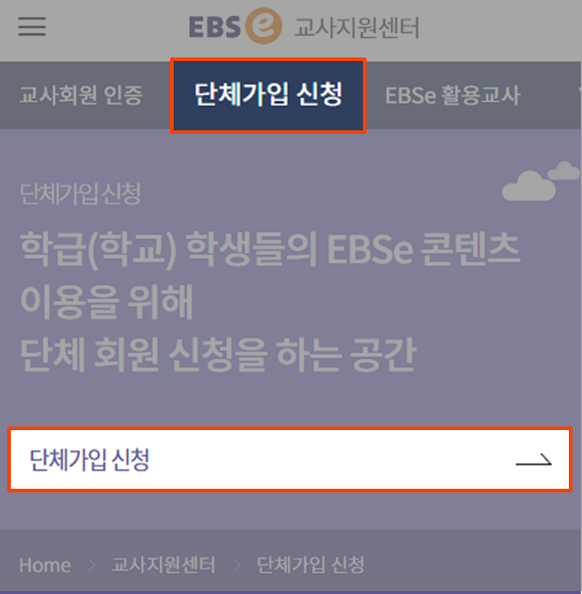 EBSe 교사지원센터
교사회원 인증 단체가입 신청 EBSe 활용교사
단체가입 신청
학급(학교) 학생들의 EBSe 콘텐츠
이용을 위해
단체 회원 신청을 하는 공간
단체가입 신청
Home 교사지원센터 단체가입 신청